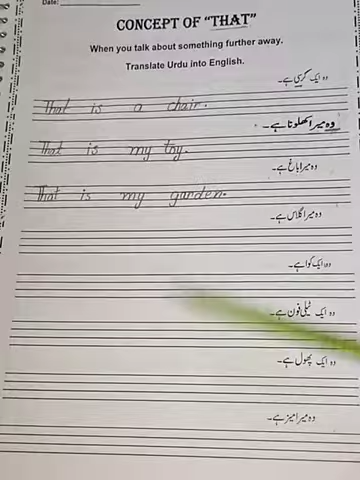 Date:
CONCEPT OF "THAT"
When you talk about something further away.
Translate Urdu into English.
وہ ایک کرسی ہے۔
That is a chair.
وہ میرا کھلونا ہے۔
That is my toy.
وہ میرا باغ ہے۔
That is my garden.
وہ میرا گلاس ہے۔
وہ ایک کوا ہے۔
وہ ایک ٹیلی فون ہے۔
وہ ایک پھول ہے۔
وہ میرا میز ہے۔